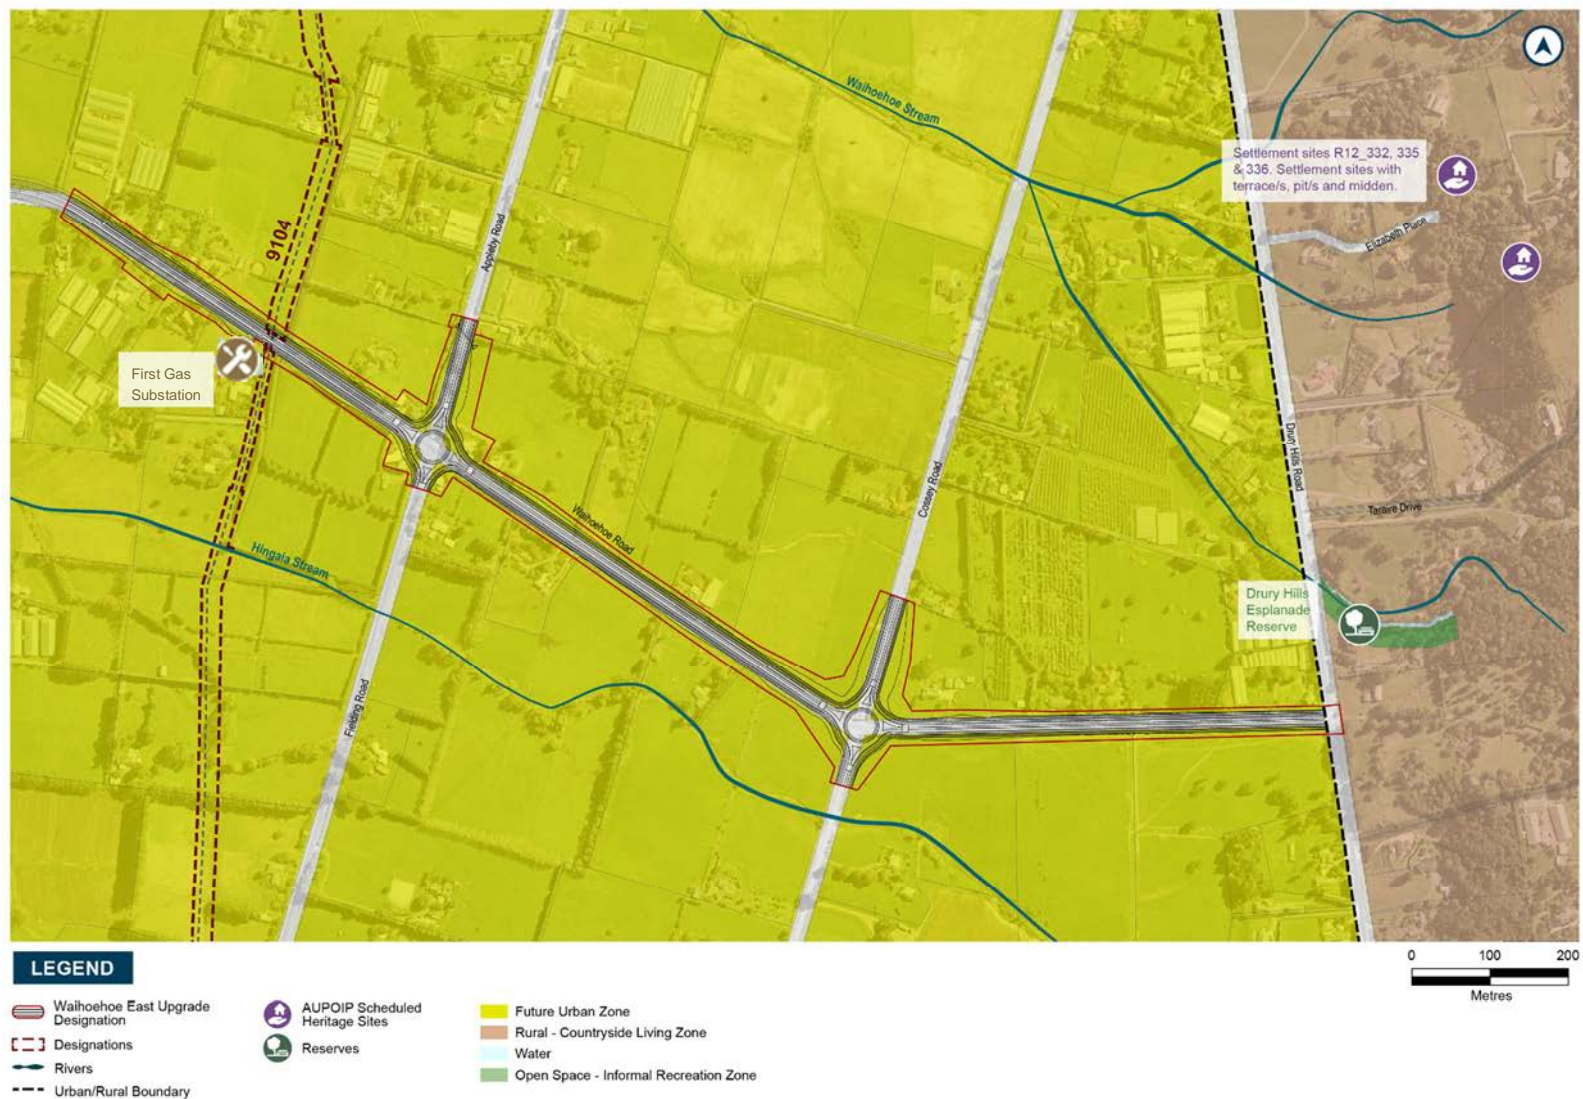 Waihoehoe Stream
Settlement sites R12_332, 335
& 336. Settlement sites with
terrace/s, pit/s and midden.
Elizabeth Place
9104
Appleby Road
First Gas
Substation
Drury Hills Road
Cossey Road
Taraire Drive
Waihoehoe Road
Hingaia Stream
Drury Hills
Esplanade
Reserve
Fielding Road
LEGEND
Waihoehoe East Upgrade
Designation
Designations
Rivers
Urban/Rural Boundary
AUPOIP Scheduled
Heritage Sites
Reserves
Future Urban Zone
Rural - Countryside Living Zone
Water
Open Space - Informal Recreation Zone
0 100 200
Metres